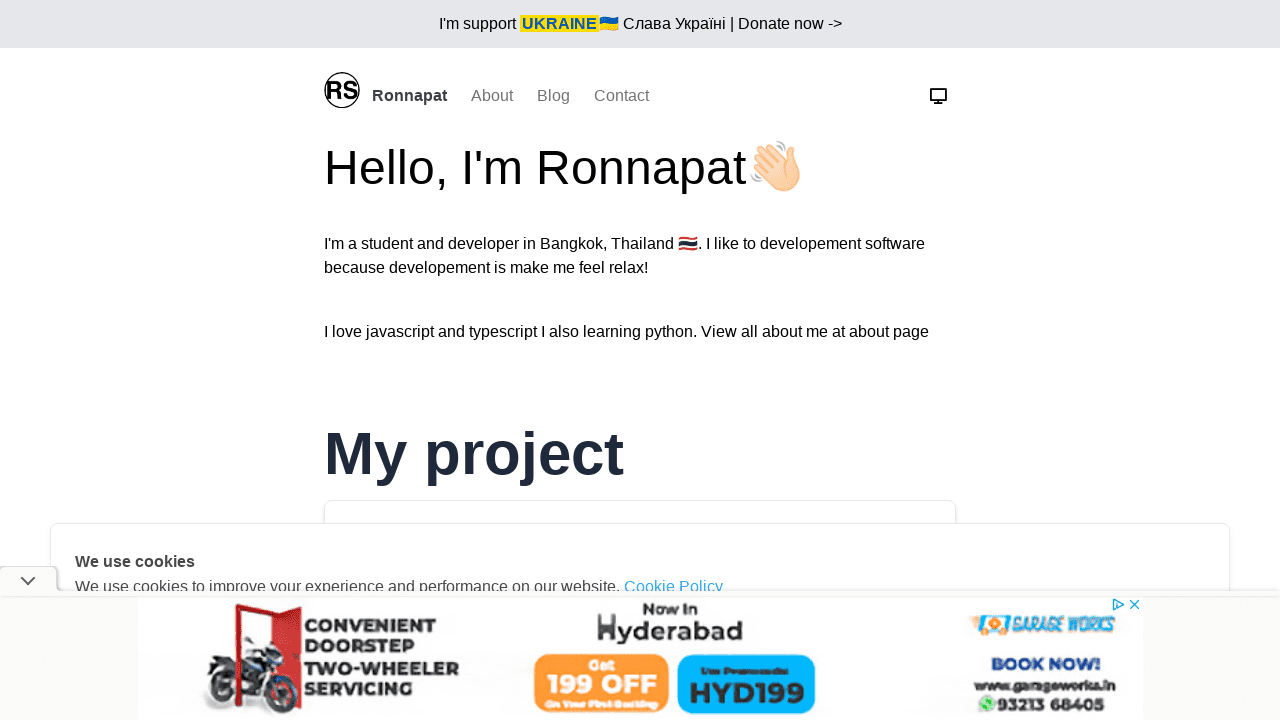 I'm support UKRAINE🇺🇦 Слава Україні | Donate now ->
RS Ronnapat About Blog Contact
Hello, I'm Ronnapat👋🏻
I'm a student and developer in Bangkok, Thailand 🇹🇭. I like to developement software
because developement is make me feel relax!
I love javascript and typescript I also learning python. View all about me at about page
My project
We use cookies
We use cookies to improve your experience and performance on our website. Cookie Policy
CONVENIENT
DOORSTEP
TWO-WHEELER
SERVICING
Now In
Hyderabad
Get
199 OFF
On Your First Booking
Use Promocode
HYD199
GARAGE WORKS
BOOK NOW!
www.garageworks.in
93213 68405